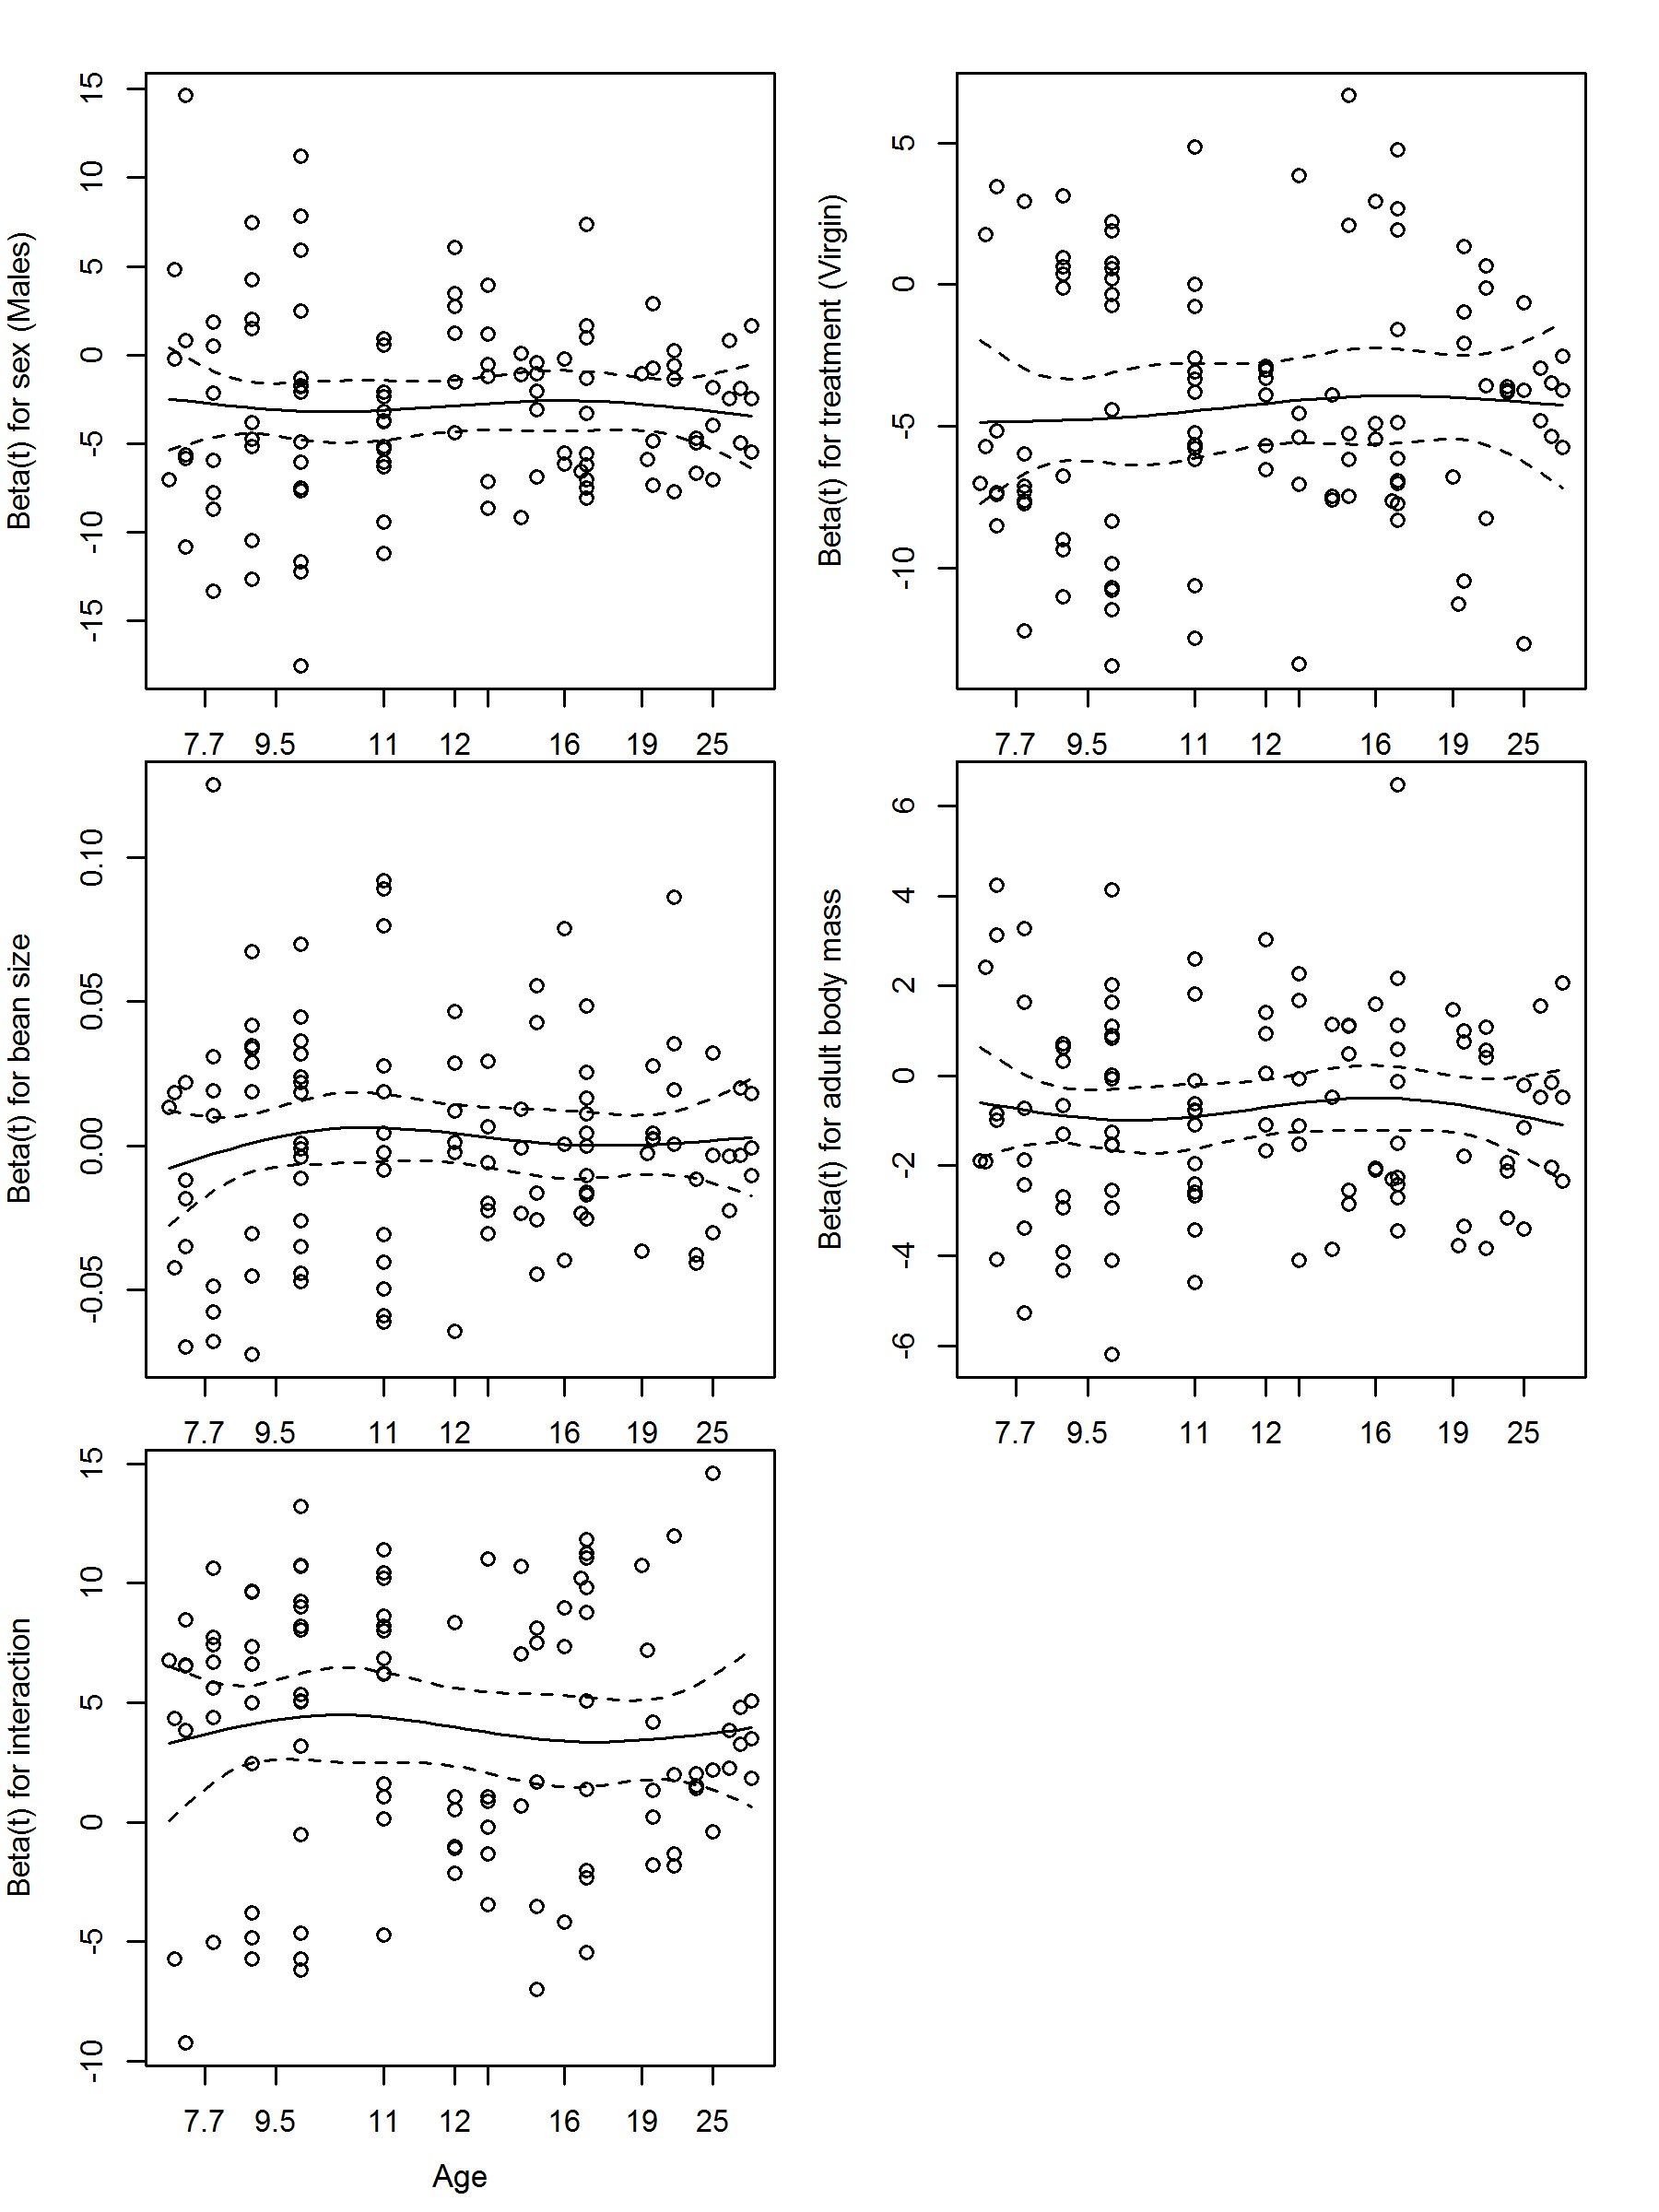 Beta(t) for sex (Males)
15
10
5
0
-5
-10
-15
7.7 9.5 11 12 16 19 25
Beta(t) for treatment (Virgin)
5
0
-5
-10
7.7 9.5 11 12 16 19 25
Beta(t) for bean size
0.10
0.05
0.00
-0.05
7.7 9.5 11 12 16 19 25
Beta(t) for adult body mass
6
4
2
0
-2
-4
-6
7.7 9.5 11 12 16 19 25
Beta(t) for interaction
15
10
5
0
-5
-10
7.7 9.5 11 12 16 19 25
Age